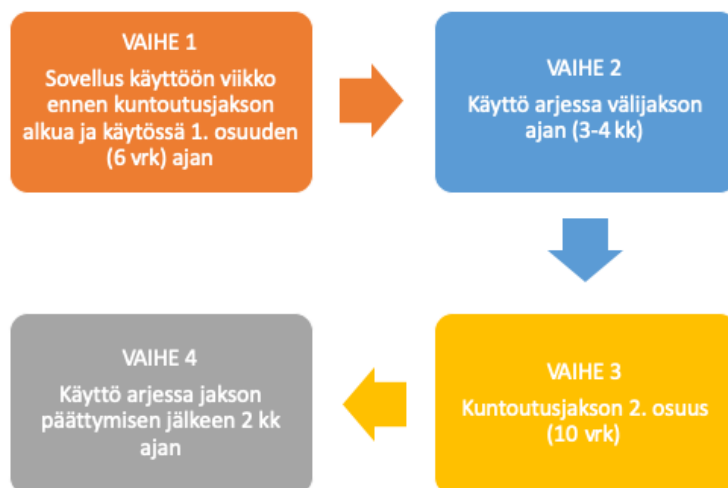 VAIHE 1
Sovellus käyttöön viikko
ennen kuntoutusjakson
alkua ja käytössä 1. osuuden
(6 vrk) ajan
VAIHE 2
Käyttö arjessa välijakson
ajan (3-4 kk)
VAIHE 3
Kuntoutusjakson 2. osuus
(10 vrk)
VAIHE 4
Käyttö arjessa jakson
päättymisen jälkeen 2 kk
ajan